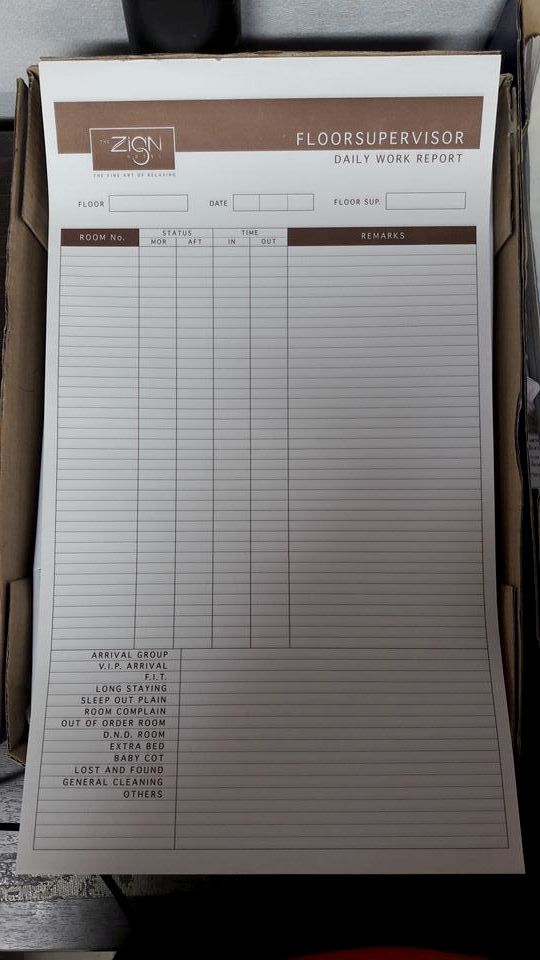 THE ZIGN
HOTEL
THE FINE ART OF RELAXING
FLOORSUPERVISOR
DAILY WORK REPORT
FLOOR DATE FLOOR SUP.
ROOM No. STATUS TIME REMARKS
MOR AFT IN OUT
ARRIVAL GROUP
V.I.P. ARRIVAL
F.I.T.
LONG STAYING
SLEEP OUT PLAIN
ROOM COMPLAIN
OUT OF ORDER ROOM
D.N.D. ROOM
EXTRA BED
BABY COT
LOST AND FOUND
GENERAL CLEANING
OTHERS